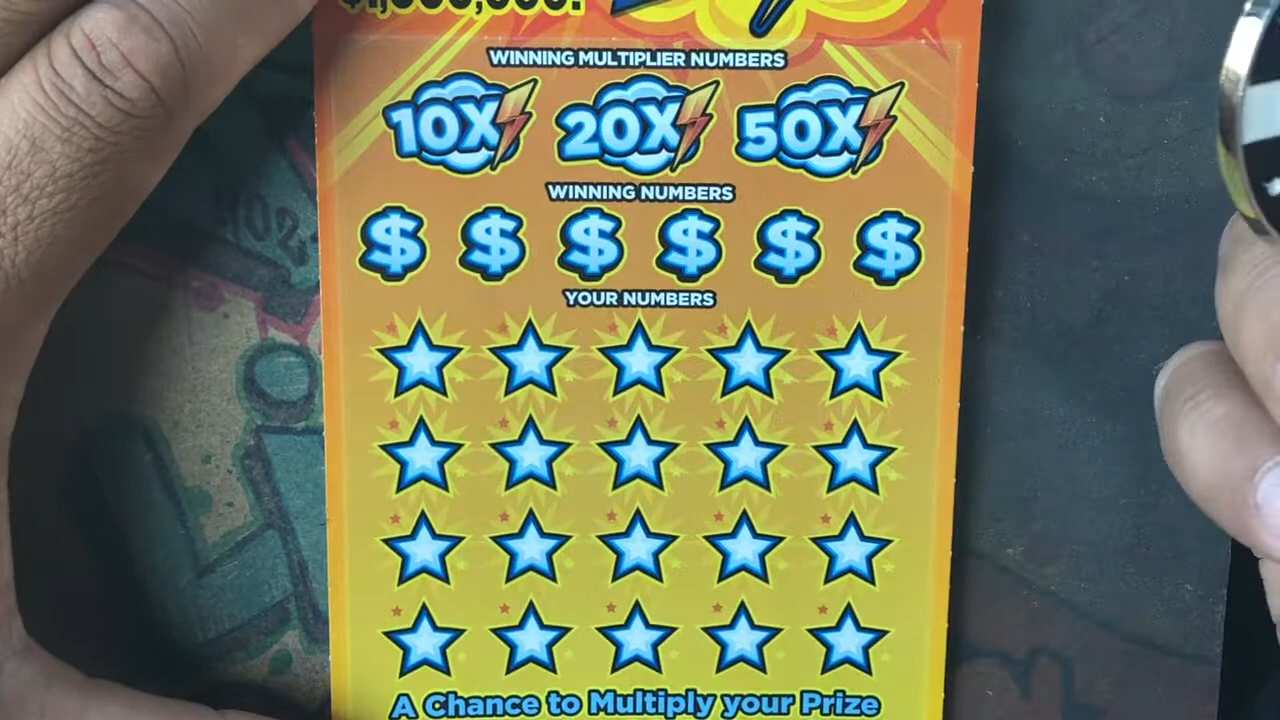 WINNING MULTIPLIER NUMBERS
10X 20X 50X
WINNING NUMBERS
$ $ $ $ $ $
YOUR NUMBERS
A Chance to Multiply your Prize